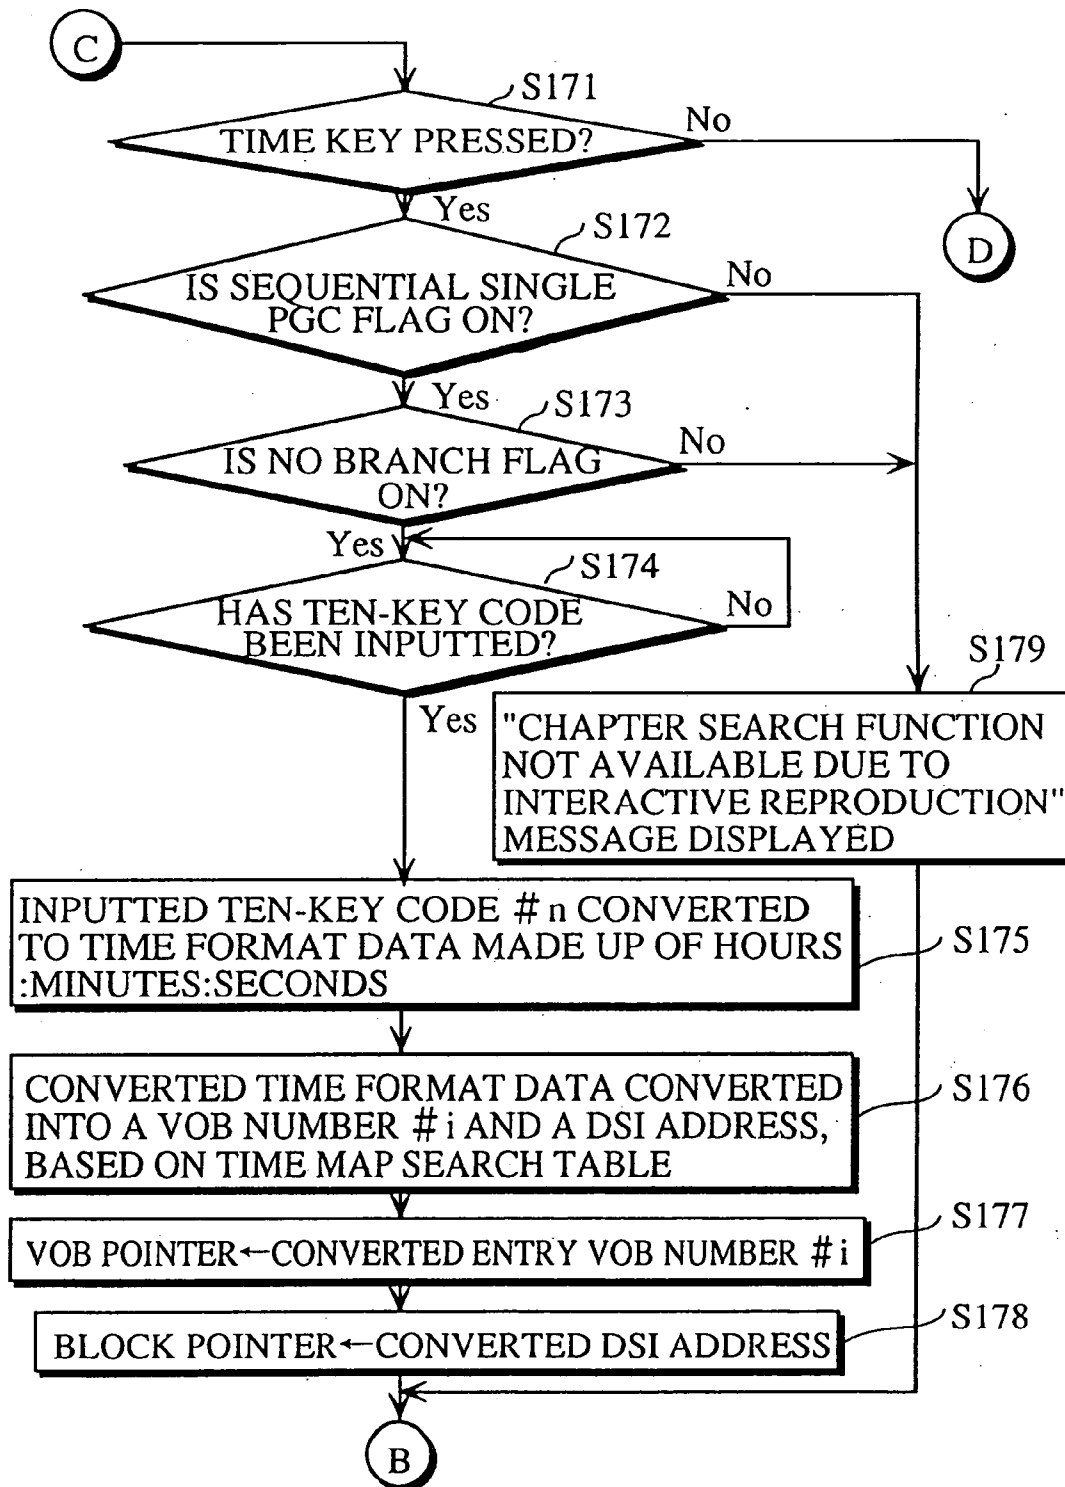 C
S171
TIME KEY PRESSED?
No
Yes
D
S172
IS SEQUENTIAL SINGLE
PGC FLAG ON?
No
Yes
S173
IS NO BRANCH FLAG
ON?
No
Yes
S174
HAS TEN-KEY CODE
BEEN INPUTTED?
No
Yes
S179
"CHAPTER SEARCH FUNCTION
NOT AVAILABLE DUE TO
INTERACTIVE REPRODUCTION"
MESSAGE DISPLAYED
INPUTTED TEN-KEY CODE #n CONVERTED
TO TIME FORMAT DATA MADE UP OF HOURS
:MINUTES:SECONDS
S175
CONVERTED TIME FORMAT DATA CONVERTED
INTO A VOB NUMBER #i AND A DSI ADDRESS,
BASED ON TIME MAP SEARCH TABLE
S176
VOB POINTER←CONVERTED ENTRY VOB NUMBER #i
S177
BLOCK POINTER←CONVERTED DSI ADDRESS
S178
B